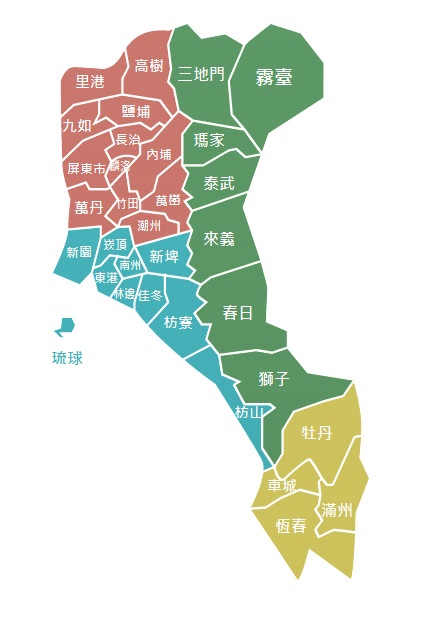 高樹
三地門
霧臺
里港
鹽埔
九如
長治
瑪家
內埔
屏東市
麟洛
泰武
萬丹
竹田
萬巒
潮州
來義
新園
崁頂
新埤
南州
東港
林邊
佳冬
枋寮
春日
琉球
獅子
枋山
牡丹
車城
滿州
恆春